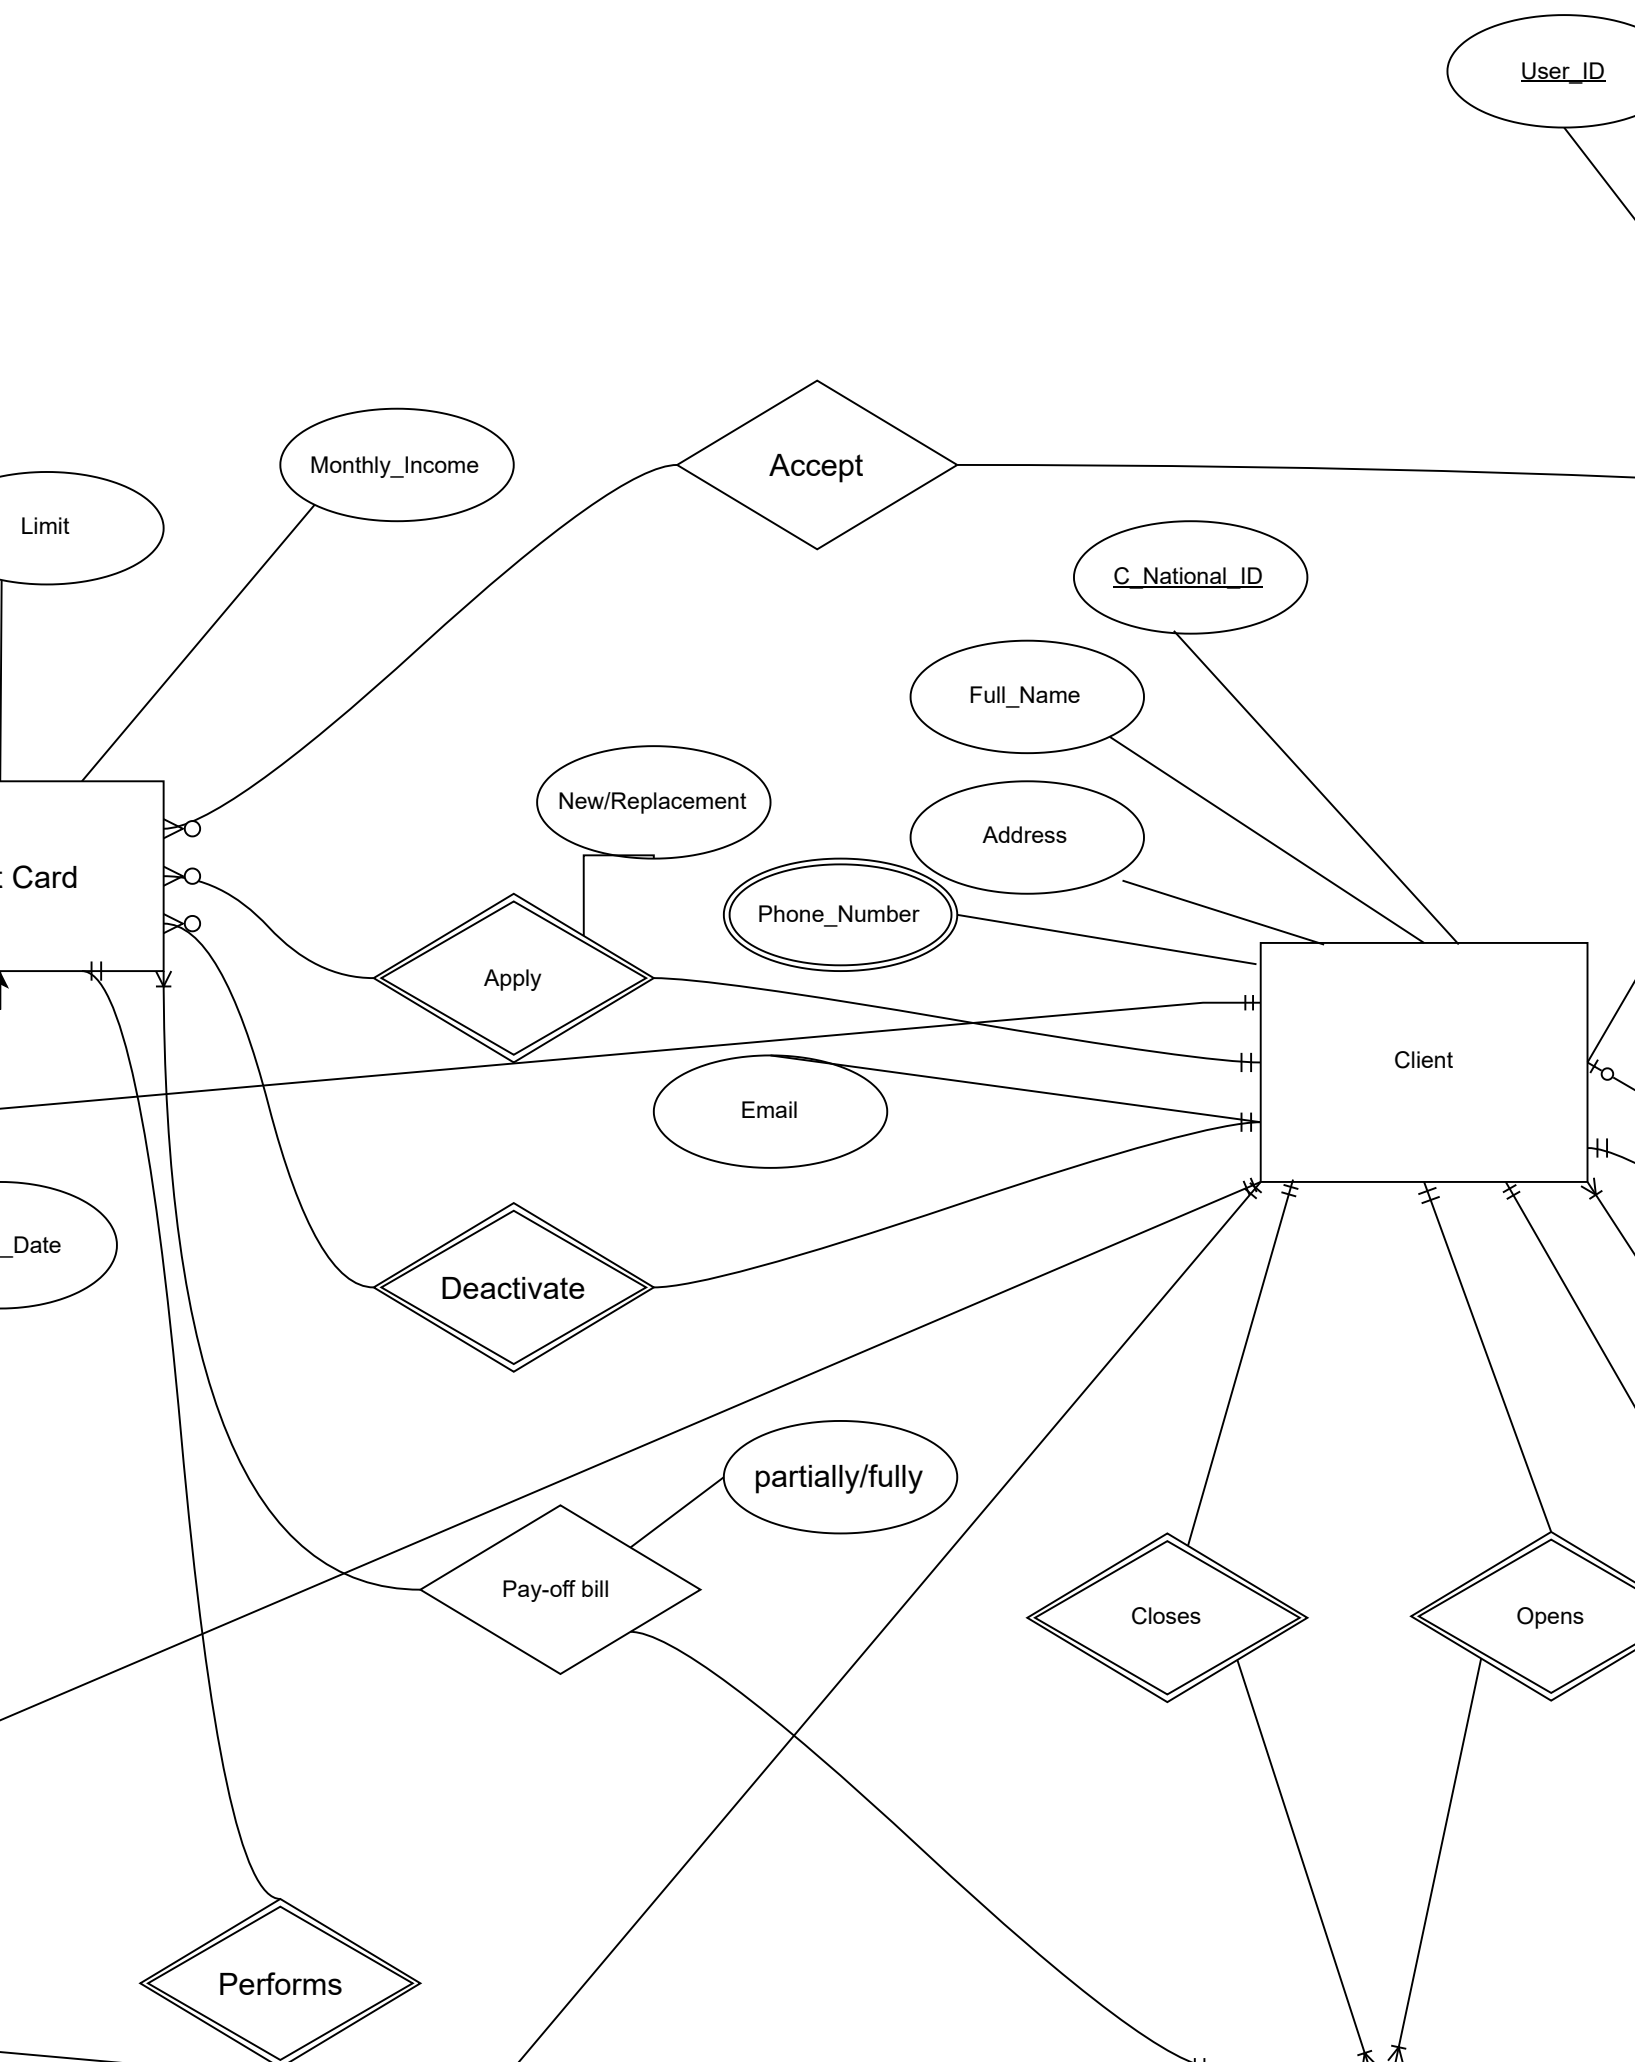 User_ID
Monthly_Income
Accept
Limit
C_National_ID
Full_Name
New/Replacement
Address
t Card
Phone_Number
Apply
Client
Email
_Date
Deactivate
partially/fully
Pay-off bill
Closes
Opens
Performs